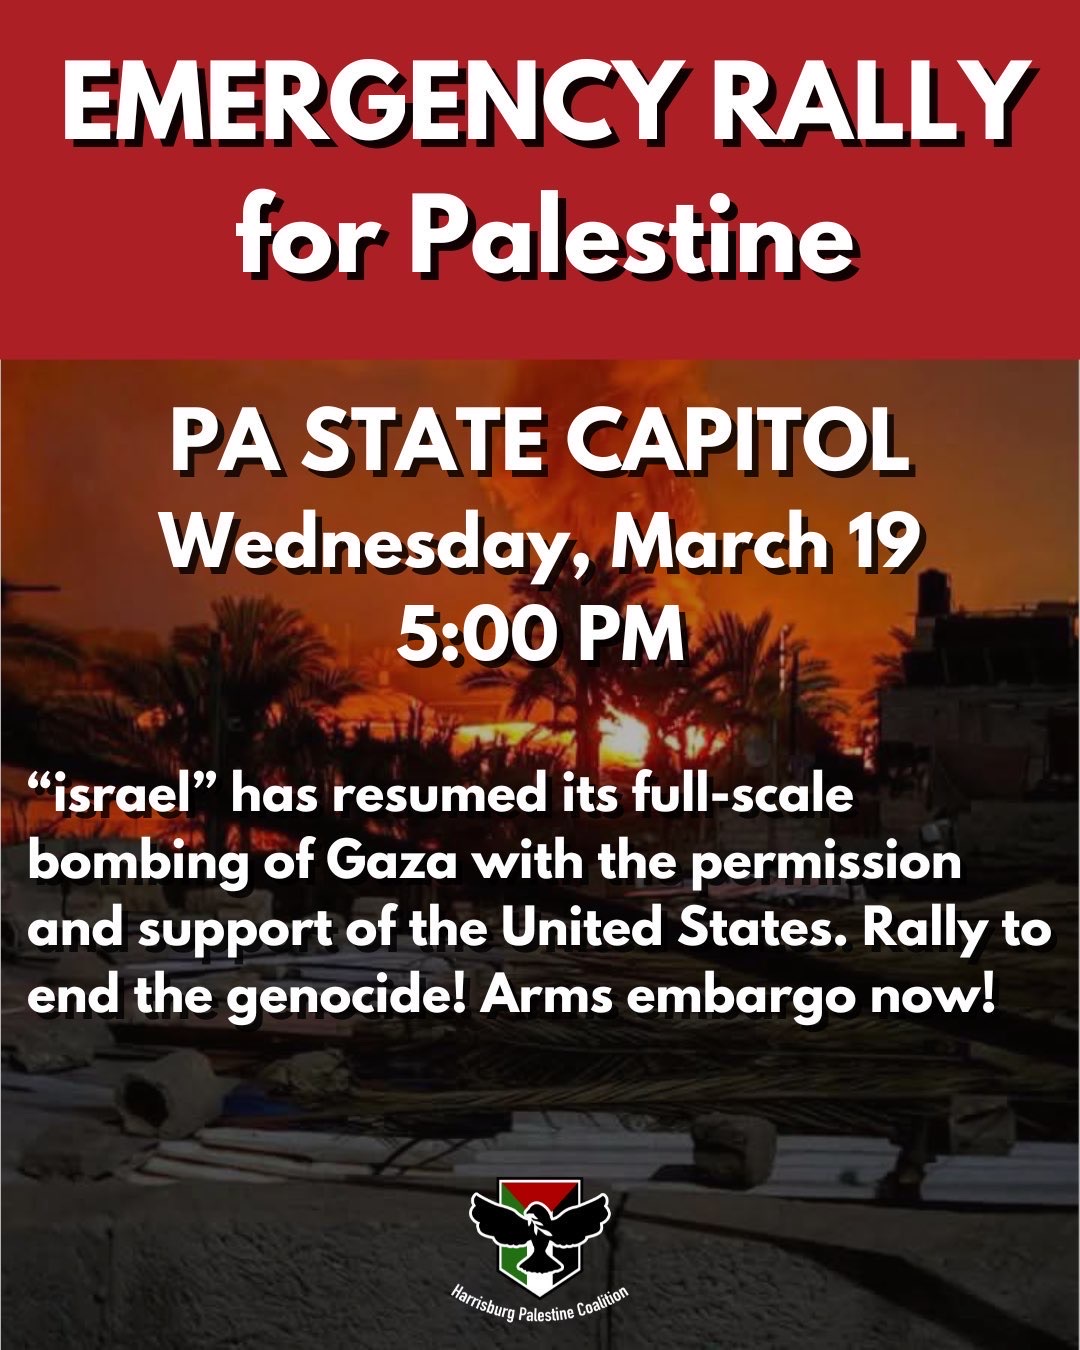 EMERGENCY RALLY
for Palestine
PA STATE CAPITOL
Wednesday, March 19
5:00 PM
“israel” has resumed its full-scale
bombing of Gaza with the permission
and support of the United States. Rally to
end the genocide! Arms embargo now!
Harrisburg Palestine Coalition